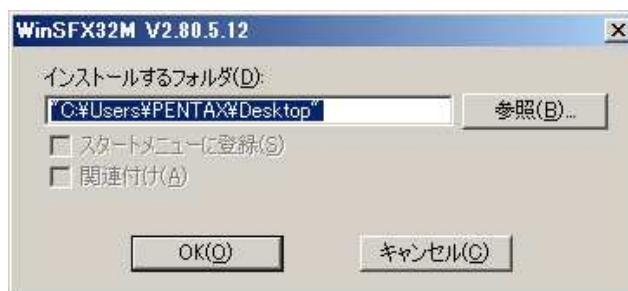 WinSFX32M V2.80.5.12
インストールするフォルダ(D):
"C:¥Users¥PENTAX¥Desktop"
参照(B)...
スタートメニューに登録(S)
関連付け(A)
OK(O)
キャンセル(C)